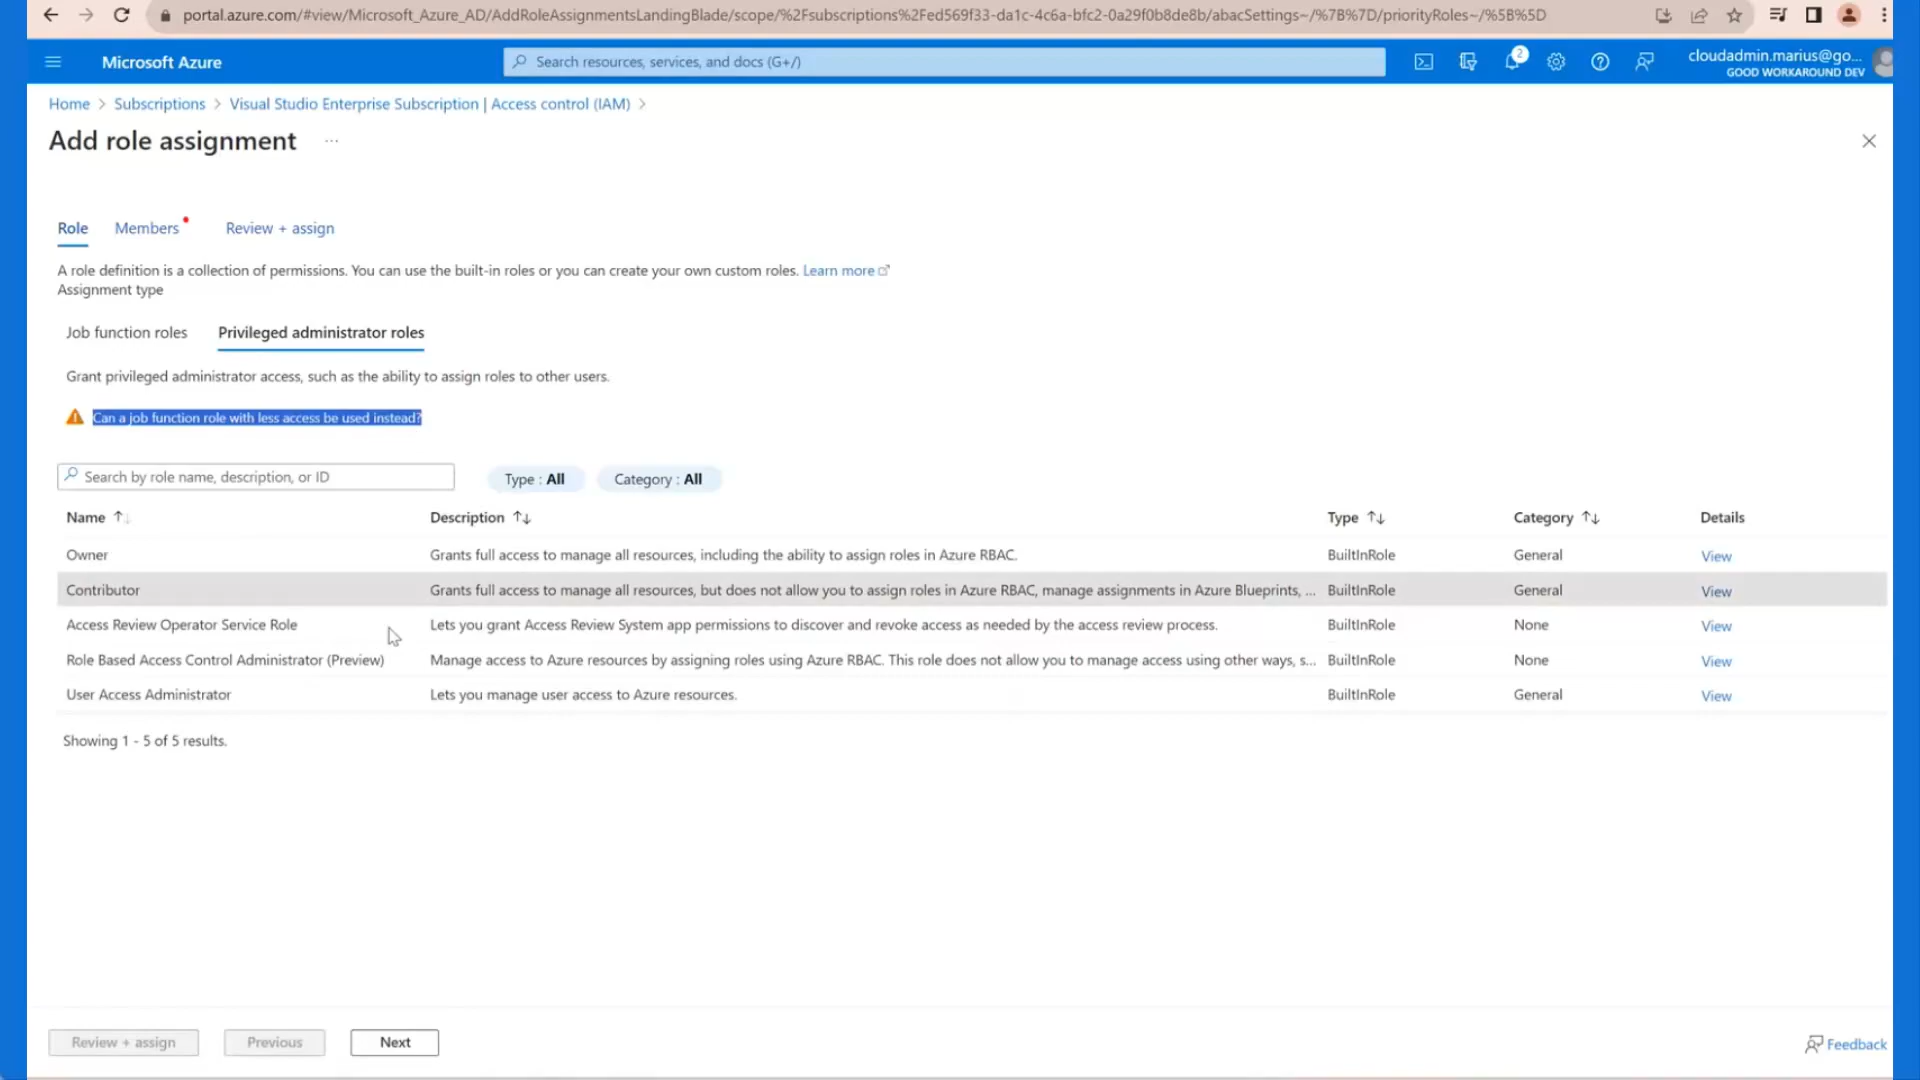 portal.azure.com/#view/Microsoft_Azure_AD/AddRoleAssignmentsLandingBlade/scope/%2Fsubscriptions%2Fed569f33-da1c-4c6a-bfc2-0a29f0b8de8b/abacSettings~/%7B%7D/priorityRoles~/%5B%5D
Microsoft Azure
Search resources, services, and docs (G+/)
2
cloudadmin.marius@go...
GOOD WORKAROUND DEV
Home > Subscriptions > Visual Studio Enterprise Subscription | Access control (IAM) >
Add role assignment ...
Role Members Review + assign
A role definition is a collection of permissions. You can use the built-in roles or you can create your own custom roles. Learn more
Assignment type
Job function roles Privileged administrator roles
Grant privileged administrator access, such as the ability to assign roles to other users.
Can a job function role with less access be used instead?
Search by role name, description, or ID Type : All Category : All
Name ↑↓ Description ↑↓ Type ↑↓ Category ↑↓ Details
Owner Grants full access to manage all resources, including the ability to assign roles in Azure RBAC. BuiltInRole General View
Contributor Grants full access to manage all resources, but does not allow you to assign roles in Azure RBAC, manage assignments in Azure Blueprints, ... BuiltInRole General View
Access Review Operator Service Role Lets you grant Access Review System app permissions to discover and revoke access as needed by the access review process. BuiltInRole None View
Role Based Access Control Administrator (Preview) Manage access to Azure resources by assigning roles using Azure RBAC. This role does not allow you to manage access using other ways, s... BuiltInRole None View
User Access Administrator Lets you manage user access to Azure resources. BuiltInRole General View
Showing 1 - 5 of 5 results.
Review + assign Previous Next Feedback